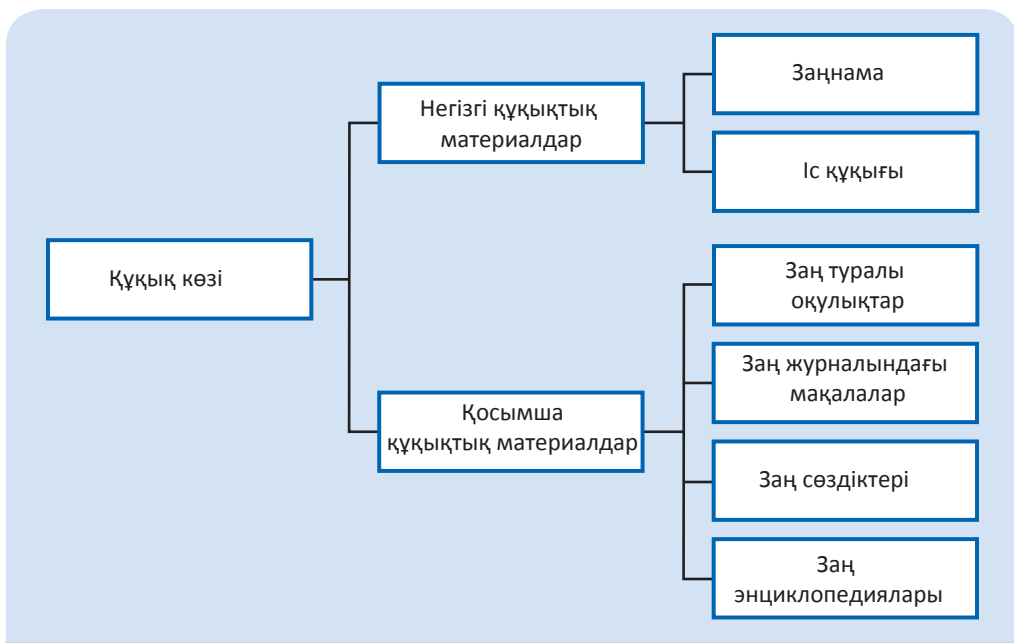 Құқық көзі
Негізгі құқықтық
материалдар
Заңнама
Іс құқығы
Қосымша
құқықтық материалдар
Заң туралы
оқулықтар
Заң журналындағы
мақалалар
Заң сөздіктері
Заң
энциклопедиялары